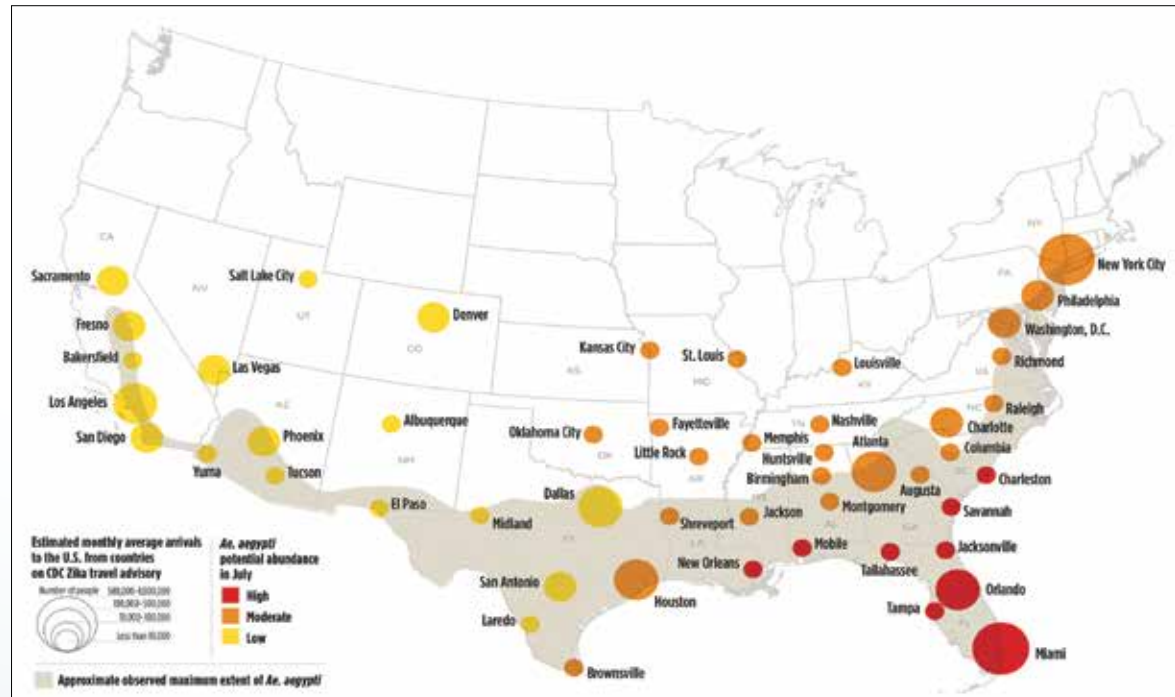 CA
NV
UT
CO
AZ
NM
KS
OK
TX
MO
AR
LA
MS
AL
TN
KY
GA
FL
SC
NC
VA
PA
NY
Sacramento
Salt Lake City
Denver
Fresno
Bakersfield
Las Vegas
Los Angeles
San Diego
Yuma
Phoenix
Tucson
Albuquerque
El Paso
Midland
Dallas
Oklahoma City
Kansas City
St. Louis
Louisville
Fayetteville
Little Rock
Memphis
Nashville
Huntsville
Birmingham
Atlanta
Montgomery
Augusta
Shreveport
Jackson
New Orleans
Mobile
Tallahassee
San Antonio
Houston
Laredo
Brownsville
New York City
Philadelphia
Washington, D.C.
Richmond
Raleigh
Charlotte
Columbia
Charleston
Savannah
Jacksonville
Orlando
Tampa
Miami
Estimated monthly average arrivals
to the U.S. from countries
on CDC Zika travel advisory
Number of people
Less than 10,000
Ae. aegypti
potential abundance
in July
High
Moderate
Low
Approximate observed maximum extent of Ae. aegypti